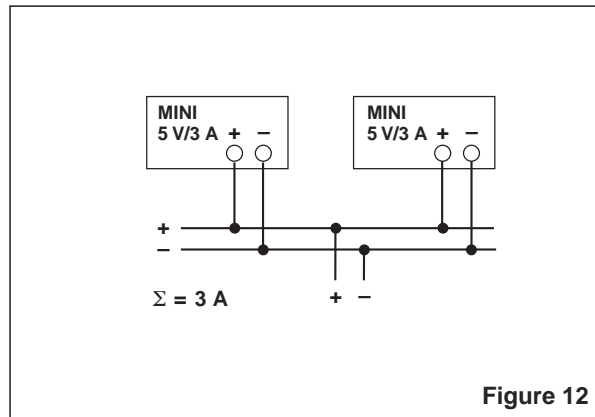 MINI
5 V/3 A + −
MINI
5 V/3 A + −
+
−
Σ = 3 A
+ −
Figure 12